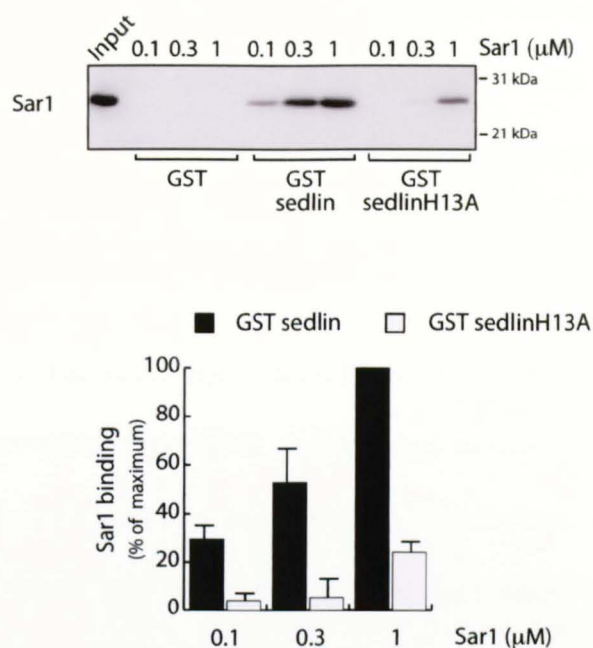 Input 0.1 0.3 1 0.1 0.3 1 0.1 0.3 1 Sar1 (μM)
Sar1
31 kDa
21 kDa
GST GST GST
sedlin sedlinH13A
GST sedlin GST sedlinH13A
Sar1 binding
(% of maximum)
100
80
60
40
20
0
0.1 0.3 1 Sar1 (μM)